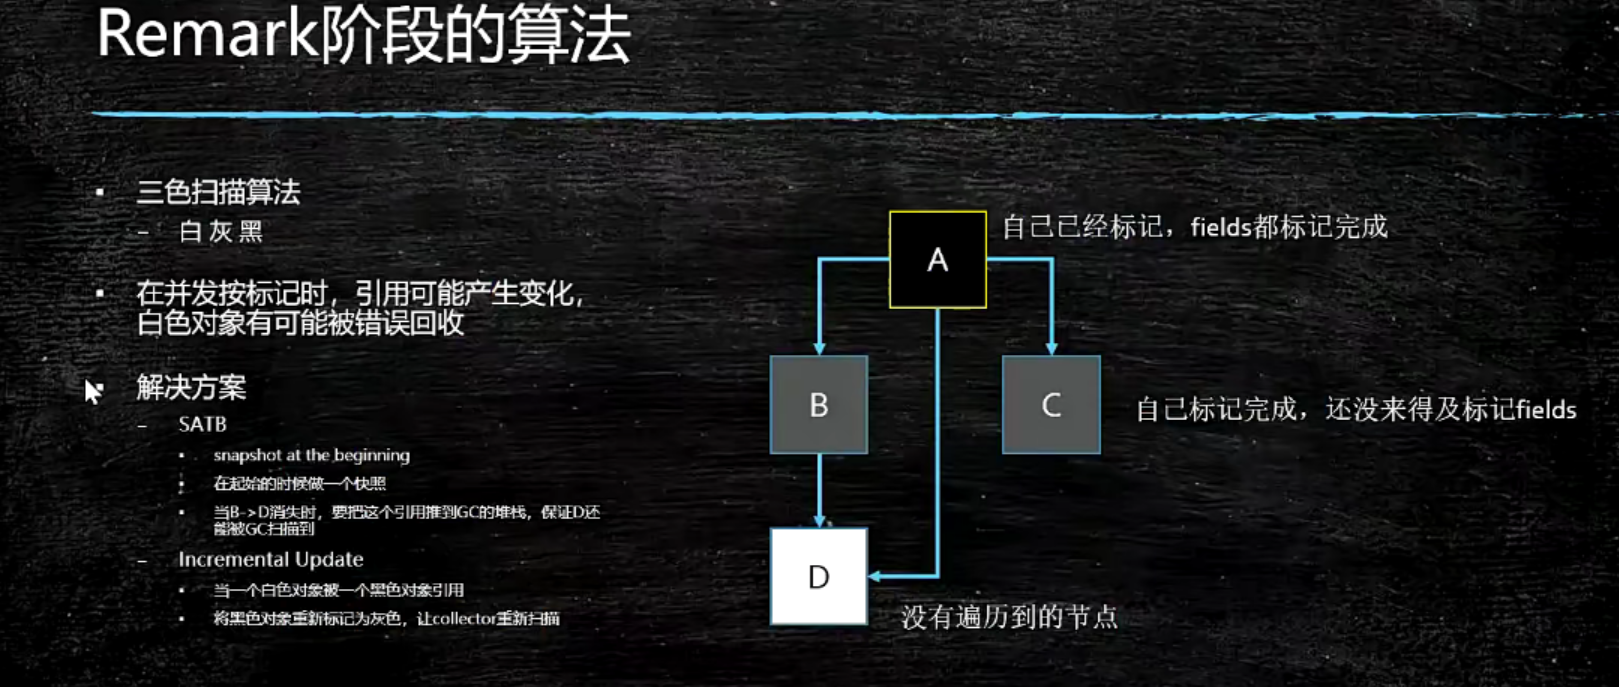 Remark阶段的算法
▪ 三色扫描算法
– 白 灰 黑
▪ 在并发按标记时，引用可能产生变化，
白色对象有可能被错误回收
▪ 解决方案
– SATB
▪ snapshot at the beginning
▪ 在起始的时候做一个快照
▪ 当B->D消失时，要把这个引用推到GC的堆栈，保证D还
能被GC扫描到
– Incremental Update
▪ 当一个白色对象被一个黑色对象引用
▪ 将黑色对象重新标记为灰色，让collector重新扫描
A
自己已经标记，fields都标记完成
B
C
自己标记完成，还没来得及标记fields
D
没有遍历到的节点